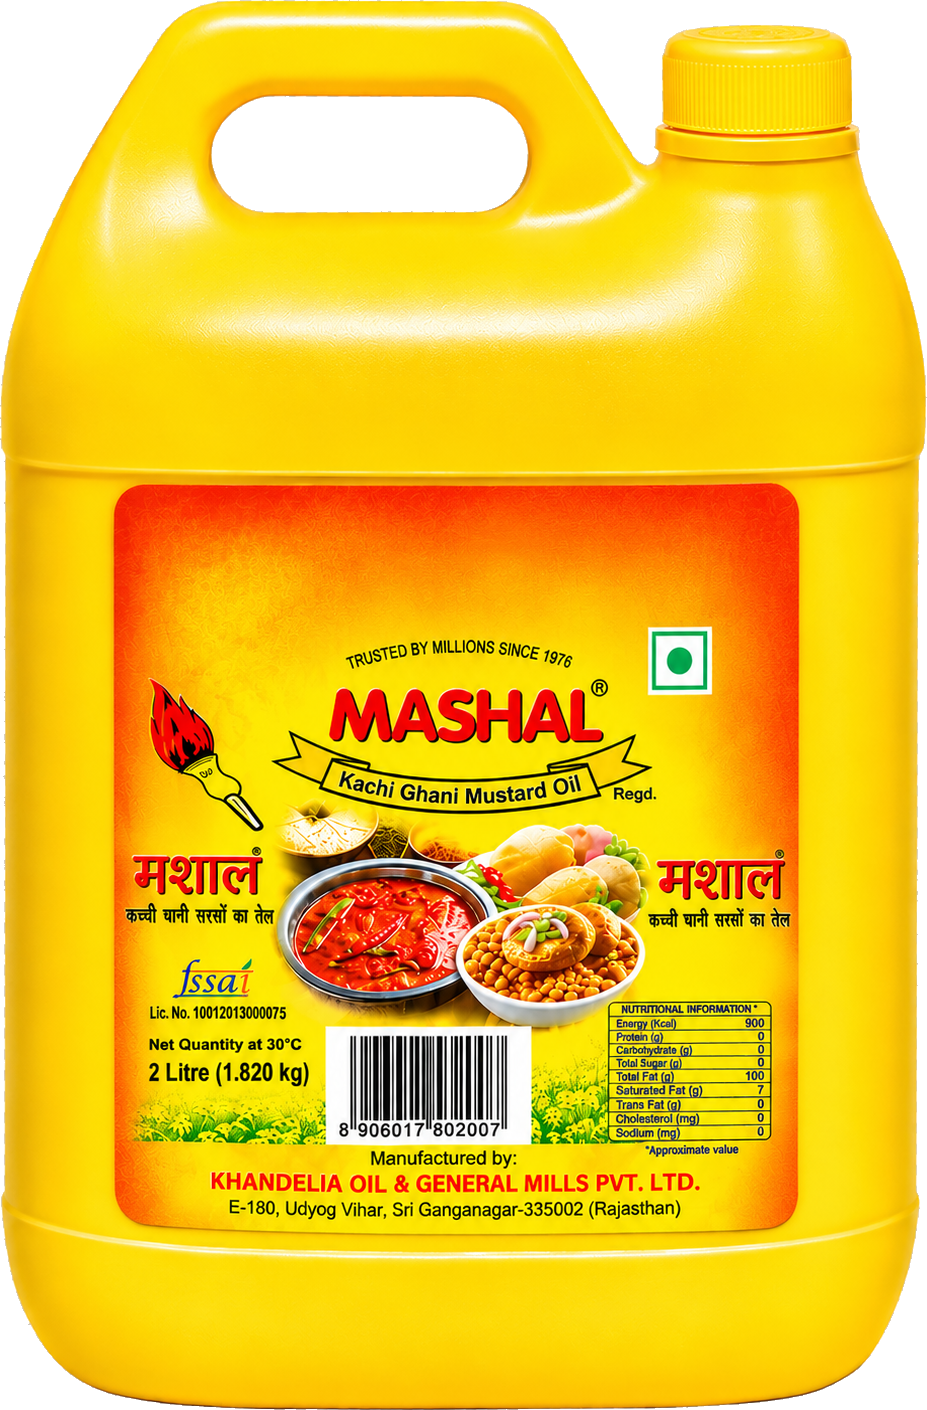 TRUSTED BY MILLIONS SINCE 1976
MASHAL®
Kachi Ghani Mustard Oil
Regd.
मशाल®
कच्ची घानी सरसों का तेल
मशाल®
कच्ची घानी सरसों का तेल
fssai
Lic. No. 10012013000075
Net Quantity at 30°C
2 Litre (1.820 kg)
8 906017 802007
NUTRITIONAL INFORMATION *
Energy (Kcal) 900
Protein (g) 0
Carbohydrate (g) 0
Total Sugar (g) 0
Total Fat (g) 100
Saturated Fat (g) 7
Trans Fat (g) 0
Cholesterol (mg) 0
Sodium (mg) 0
*Approximate value
Manufactured by:
KHANDELIA OIL & GENERAL MILLS PVT. LTD.
E-180, Udyog Vihar, Sri Ganganagar-335002 (Rajasthan)